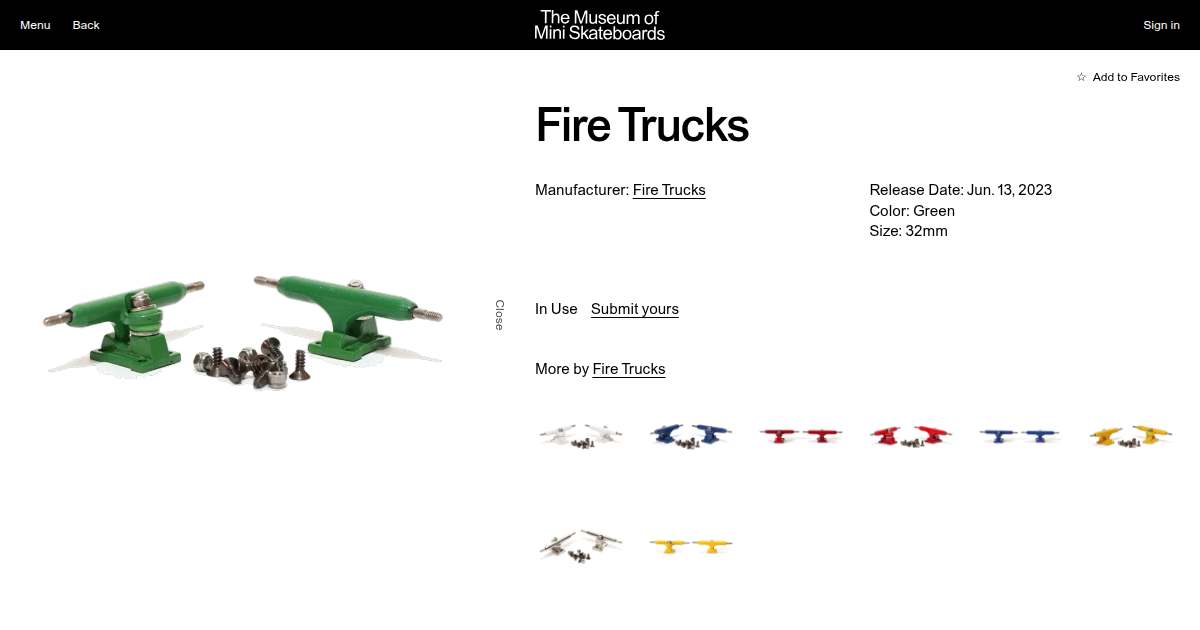 Menu Back
The Museum of
Mini Skateboards
Sign in
☆ Add to Favorites
Fire Trucks
Manufacturer: Fire Trucks
Release Date: Jun. 13, 2023
Color: Green
Size: 32mm
Close
In Use Submit yours
More by Fire Trucks